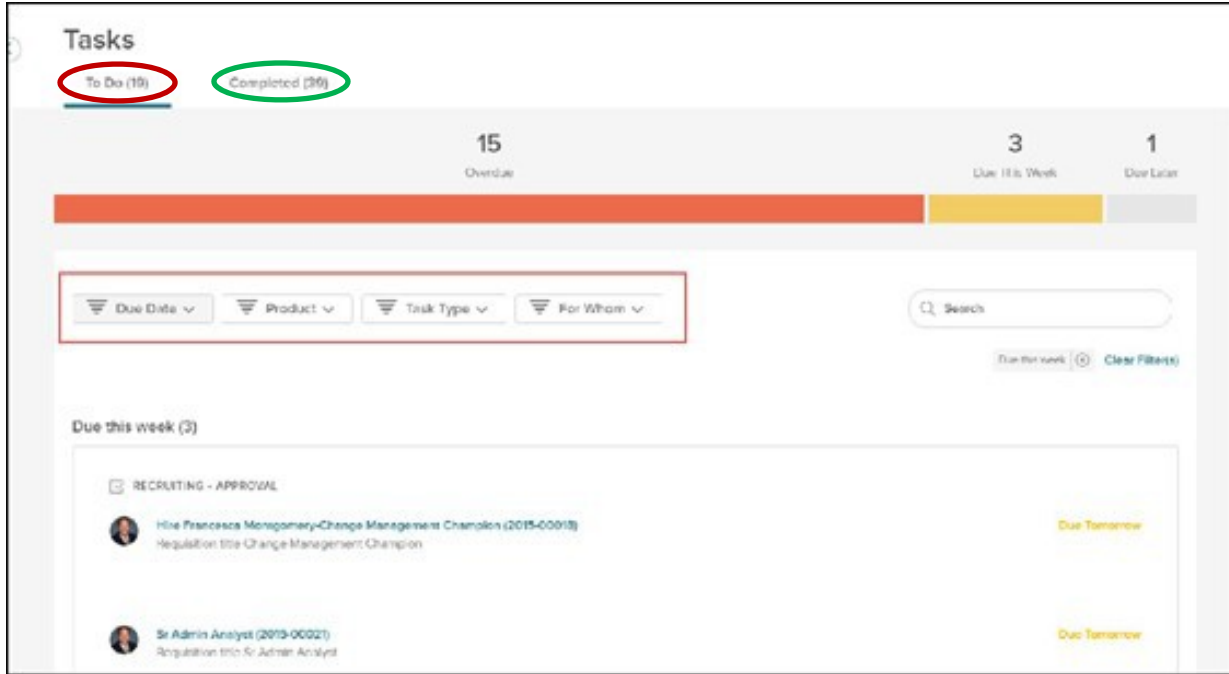 Tasks
To Do (19) Completed (39)
15 3 1
Overdue Due This Week Due Later
Due Date Product Task Type For Whom Search
Due this week Clear Filter(s)
Due this week (3)
RECRUITING - APPROVAL
Hire Francesca Montgomery-Change Management Champion (2015-00018) Due Tomorrow
Requisition title Change Management Champion
Sr Admin Analyst (2015-00021) Due Tomorrow
Requisition title Sr Admin Analyst